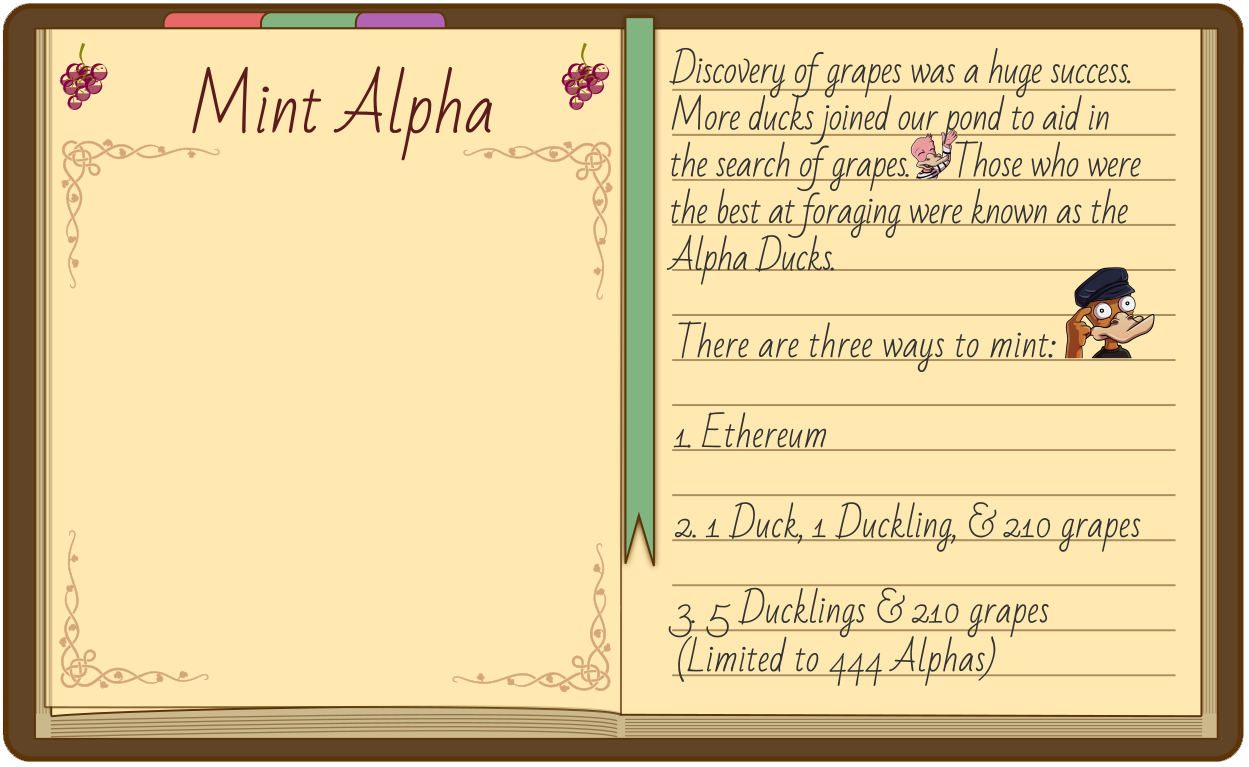 Mint Alpha
Discovery of grapes was a huge success.
More ducks joined our pond to aid in
the search of grapes. Those who were
the best at foraging were known as the
Alpha Ducks.
There are three ways to mint:
1. Ethereum
2. 1 Duck, 1 Duckling, & 210 grapes
3. 5 Ducklings & 210 grapes
(Limited to 444 Alphas)